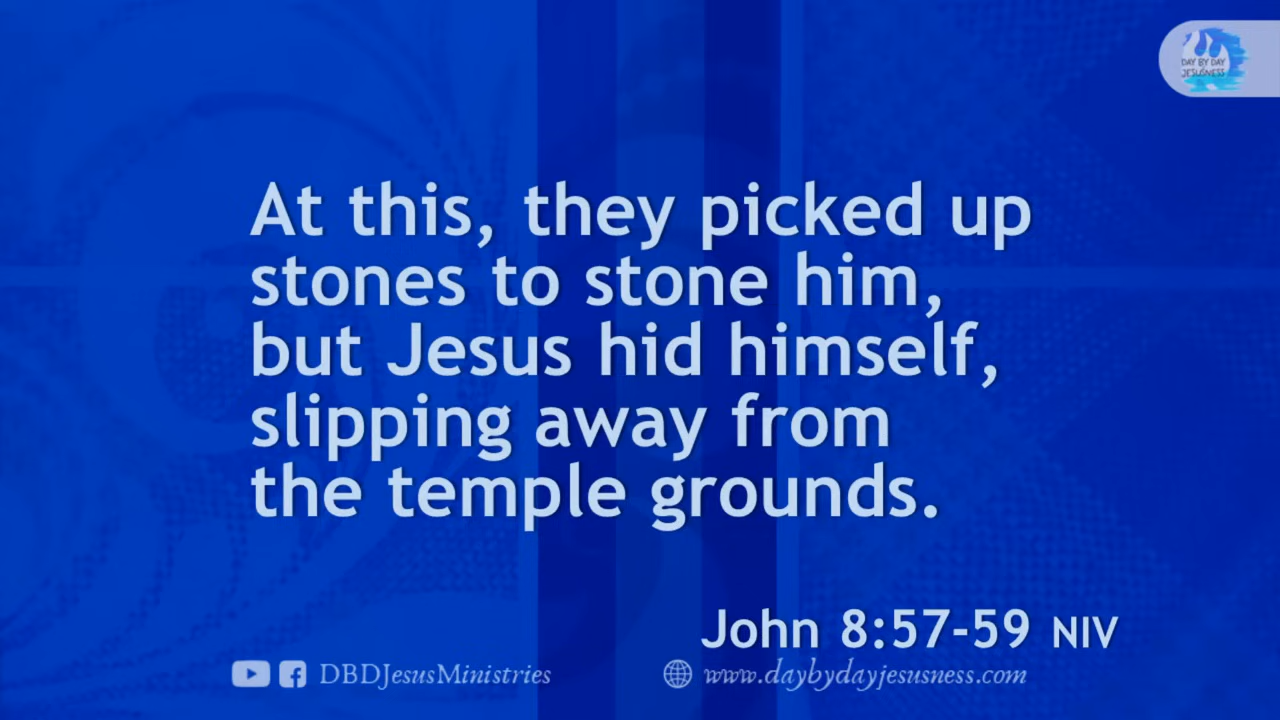 DAY BY DAY
JESUSNESS
At this, they picked up
stones to stone him,
but Jesus hid himself,
slipping away from
the temple grounds.
John 8:57-59 NIV
DBDJesusMinistries
www.daybydayjesusness.com